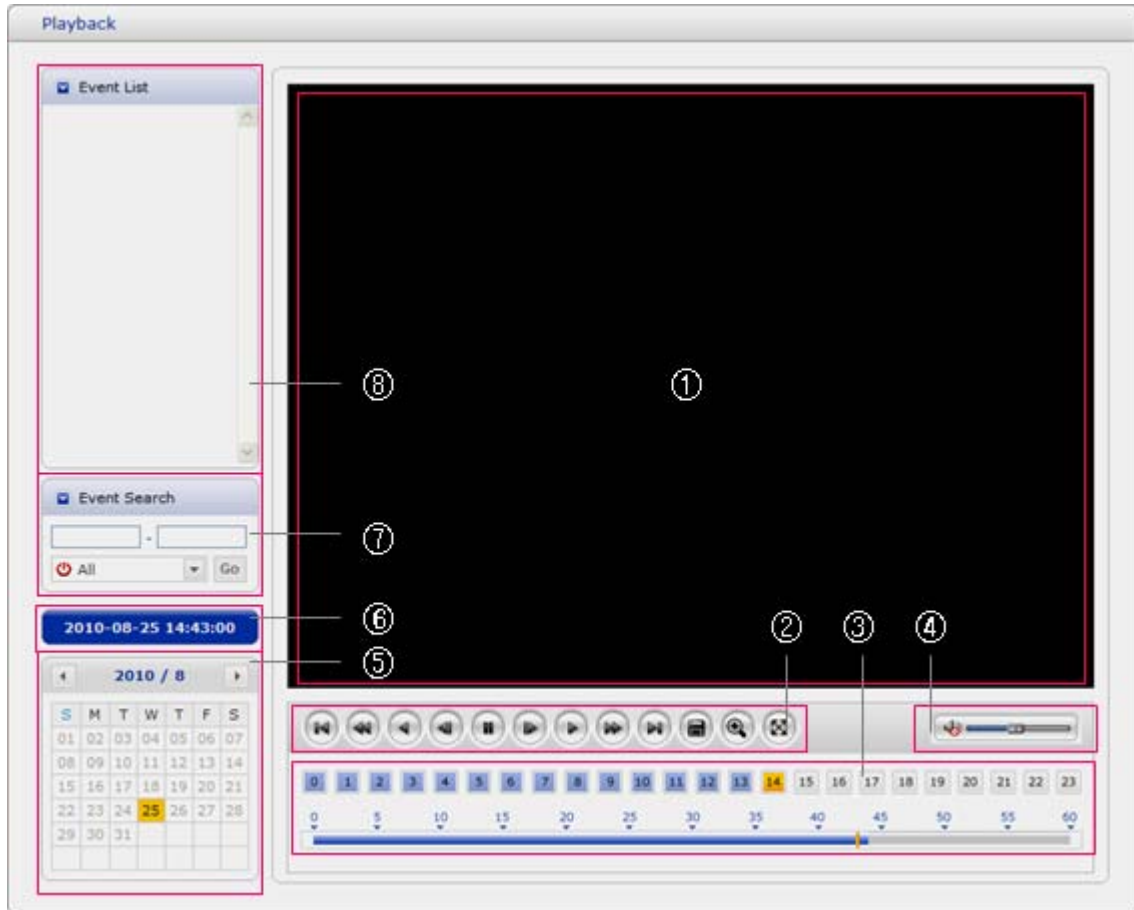 Playback
Event List
⑧
①
Event Search
-
⑦
All Go
2010-08-25 14:43:00
⑥
② ③ ④
⑤
2010 / 8
S M T W T F S
01 02 03 04 05 06 07
08 09 10 11 12 13 14
15 16 17 18 19 20 21
22 23 24 25 26 27 28
29 30 31
0 1 2 3 4 5 6 7 8 9 10 11 12 13 14 15 16 17 18 19 20 21 22 23
0 5 10 15 20 25 30 35 40 45 50 55 60